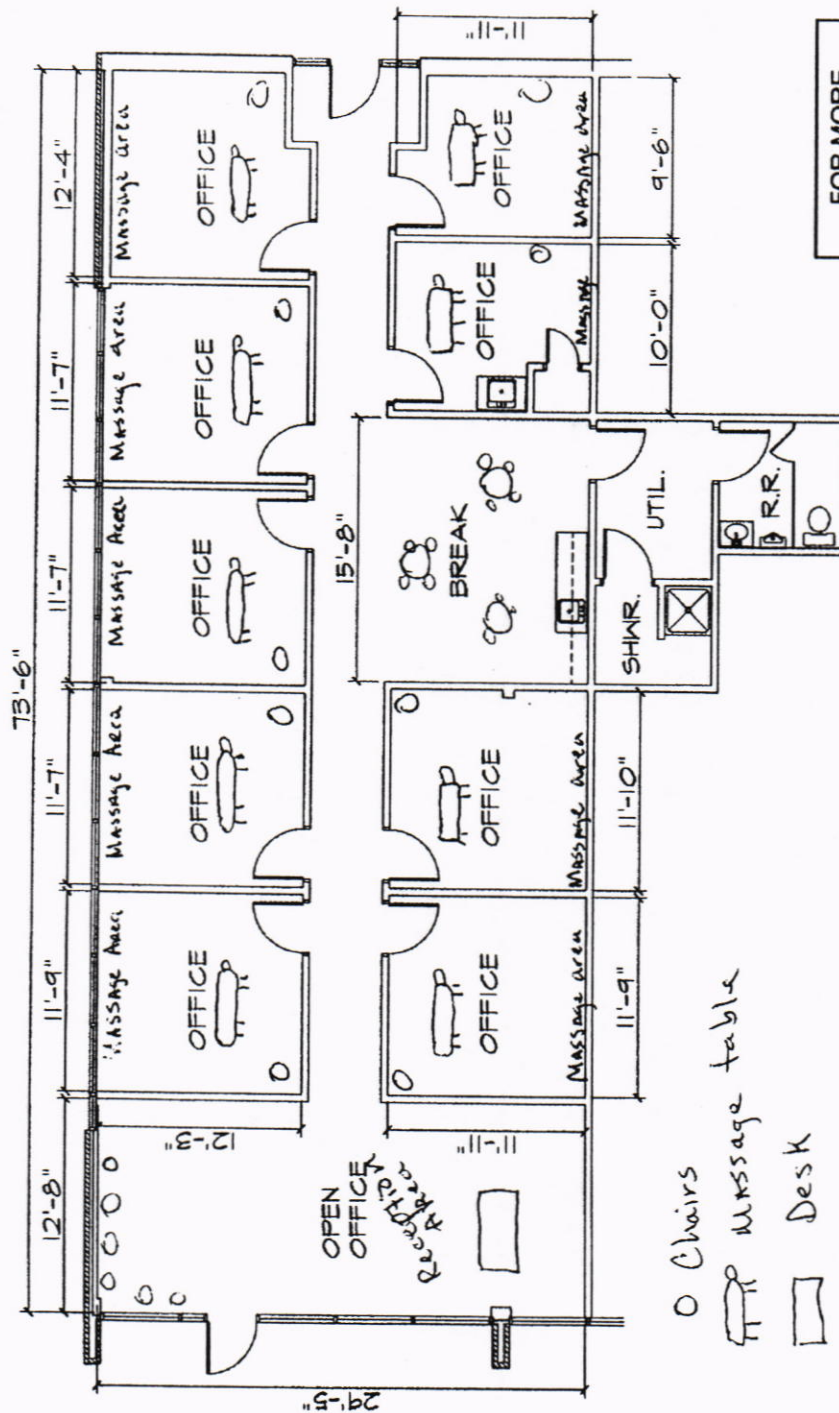 73'-6"
12'-8"
11'-9"
11'-7"
11'-7"
11'-7"
12'-4"
Massage Area
Massage Area
Massage Area
Massage area
Massage area
OFFICE
OFFICE
OFFICE
OFFICE
OFFICE
29'-5"
12'-3"
OPEN
OFFICE
Reception
Area
11'-11"
15'-8"
11'-11"
OFFICE
OFFICE
BREAK
OFFICE
OFFICE
Massage area
Massage area
Massage
Massage area
11'-9"
11'-10"
SHWR.
UTIL.
R.R.
10'-0"
9'-6"
O Chairs
Massage table
Desk
FOR MORE